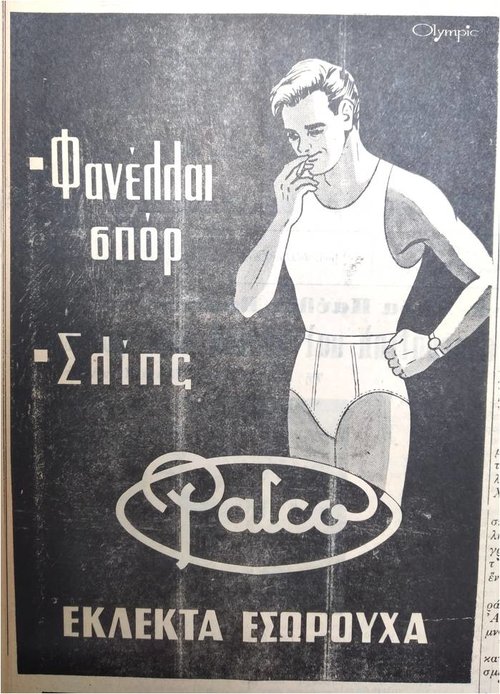 Olympic
▪ Φανέλλαι
σπόρ
▪ Σλίπς
Palco
ΕΚΛΕΚΤΑ ΕΣΩΡΟΥΧΑ